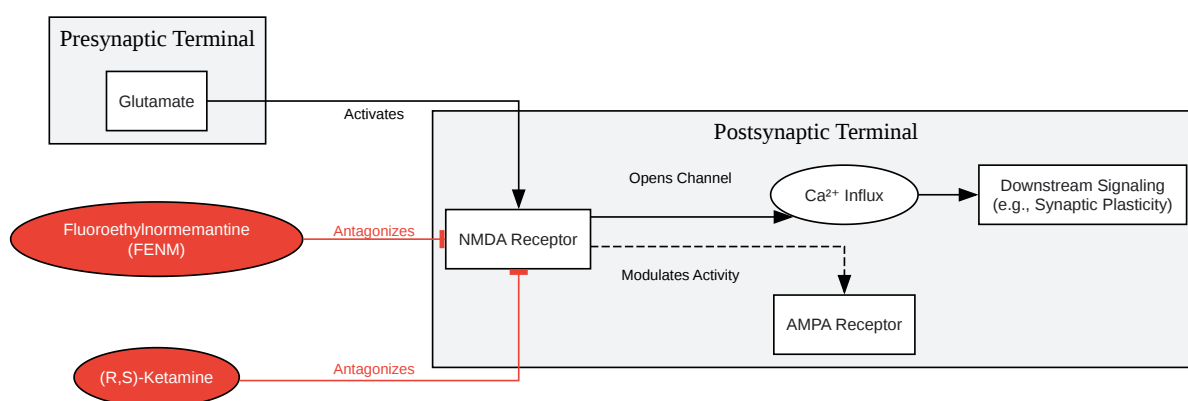 Presynaptic Terminal
Glutamate
Activates
Postsynaptic Terminal
Opens Channel
Ca²⁺ Influx
Downstream Signaling
(e.g., Synaptic Plasticity)
Fluoroethylnormemantine
(FENM)
Antagonizes
NMDA Receptor
Modulates Activity
AMPA Receptor
(R,S)-Ketamine
Antagonizes